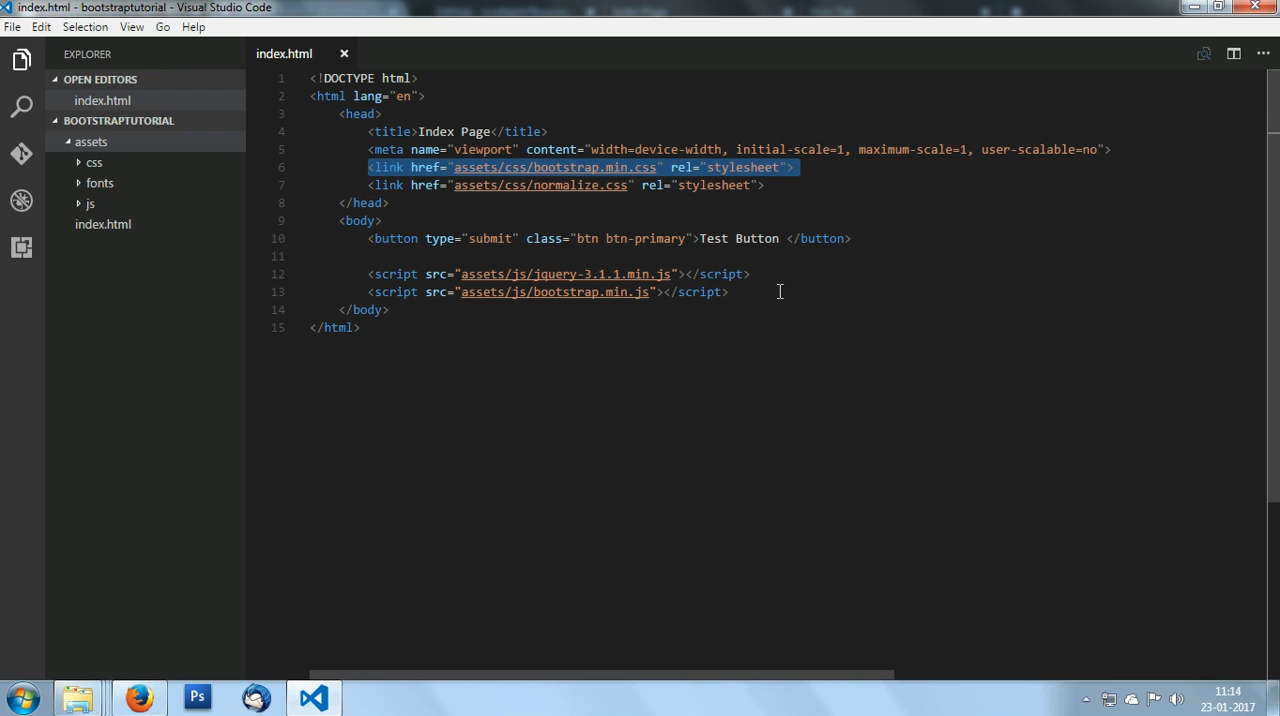 index.html - bootstraptutorial - Visual Studio Code
File Edit Selection View Go Help
EXPLORER
OPEN EDITORS
index.html
BOOTSTRAPTUTORIAL
assets
css
fonts
js
index.html
index.html
1 <!DOCTYPE html>
2 <html lang="en">
3 <head>
4 <title>Index Page</title>
5 <meta name="viewport" content="width=device-width, initial-scale=1, maximum-scale=1, user-scalable=no">
6 <link href="assets/css/bootstrap.min.css" rel="stylesheet">
7 <link href="assets/css/normalize.css" rel="stylesheet">
8 </head>
9 <body>
10 <button type="submit" class="btn btn-primary">Test Button </button>
11
12 <script src="assets/js/jquery-3.1.1.min.js"></script>
13 <script src="assets/js/bootstrap.min.js"></script>
14 </body>
15 </html>
Ps
11:14
23-01-2017